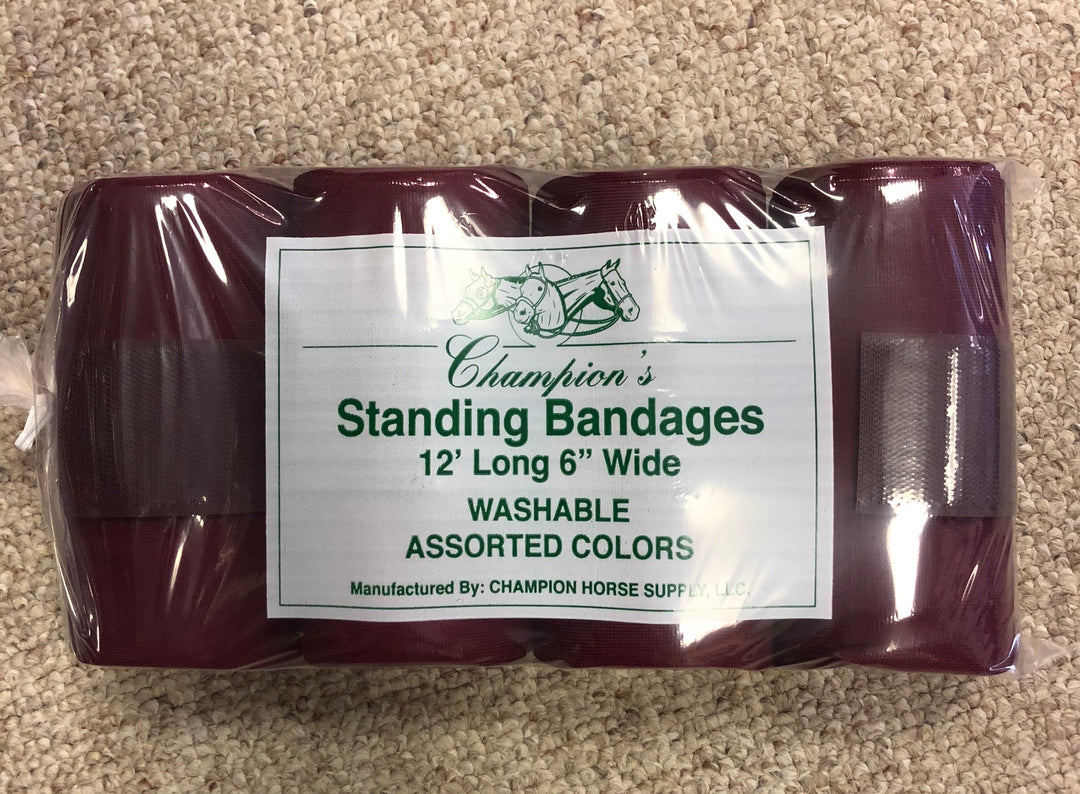 Champion's
Standing Bandages
12' Long 6" Wide
WASHABLE
ASSORTED COLORS
Manufactured By: CHAMPION HORSE SUPPLY, LLC.